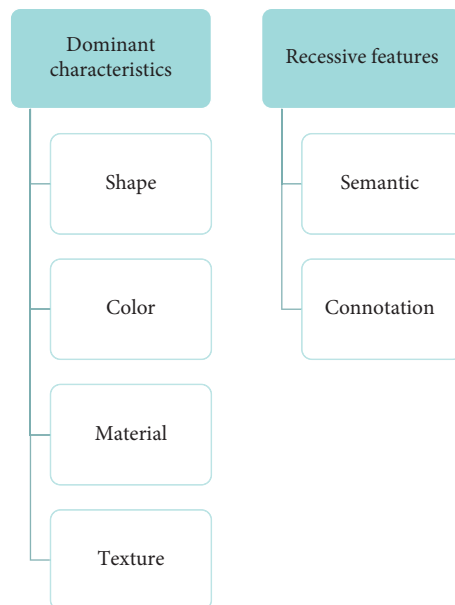 Dominant
characteristics
Shape
Color
Material
Texture
Recessive features
Semantic
Connotation